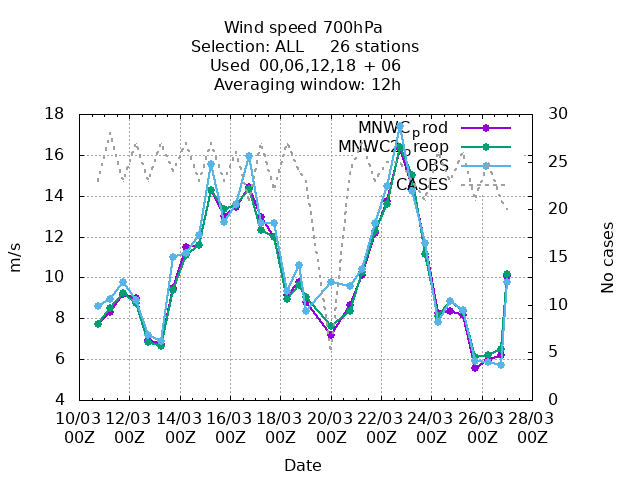 Wind speed 700hPa
Selection: ALL 26 stations
Used 00,06,12,18 + 06
Averaging window: 12h
18
16
14
12
10
8
6
4
30
25
20
15
10
5
0
m/s
No cases
MNWCprod
MNWC2preop
OBS
CASES
10/03 12/03 14/03 16/03 18/03 20/03 22/03 24/03 26/03 28/03
00Z 00Z 00Z 00Z 00Z 00Z 00Z 00Z 00Z 00Z
Date